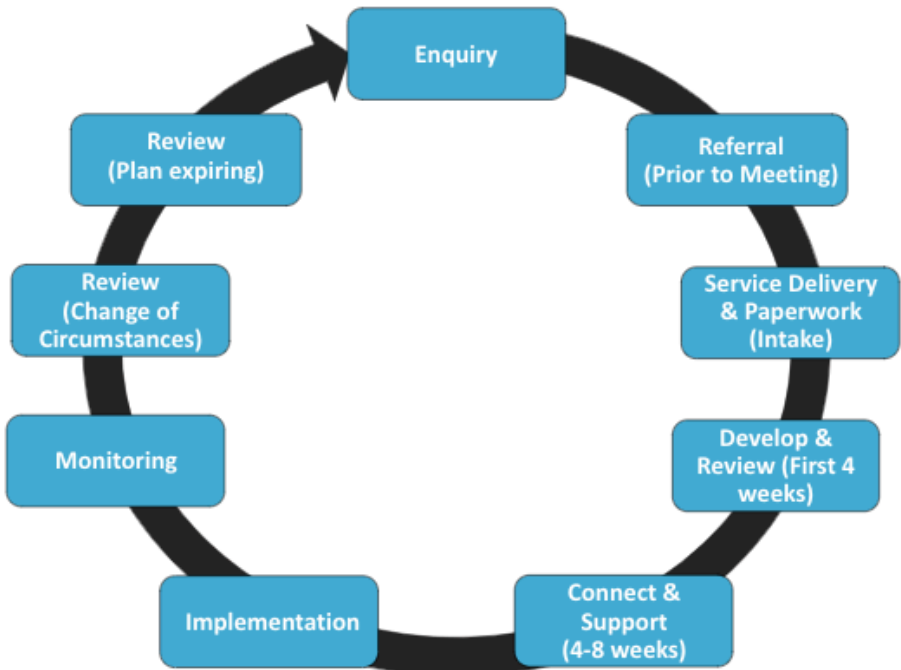 Enquiry
Referral
(Prior to Meeting)
Service Delivery
& Paperwork
(Intake)
Develop &
Review (First 4
weeks)
Connect &
Support
(4-8 weeks)
Implementation
Monitoring
Review
(Change of
Circumstances)
Review
(Plan expiring)